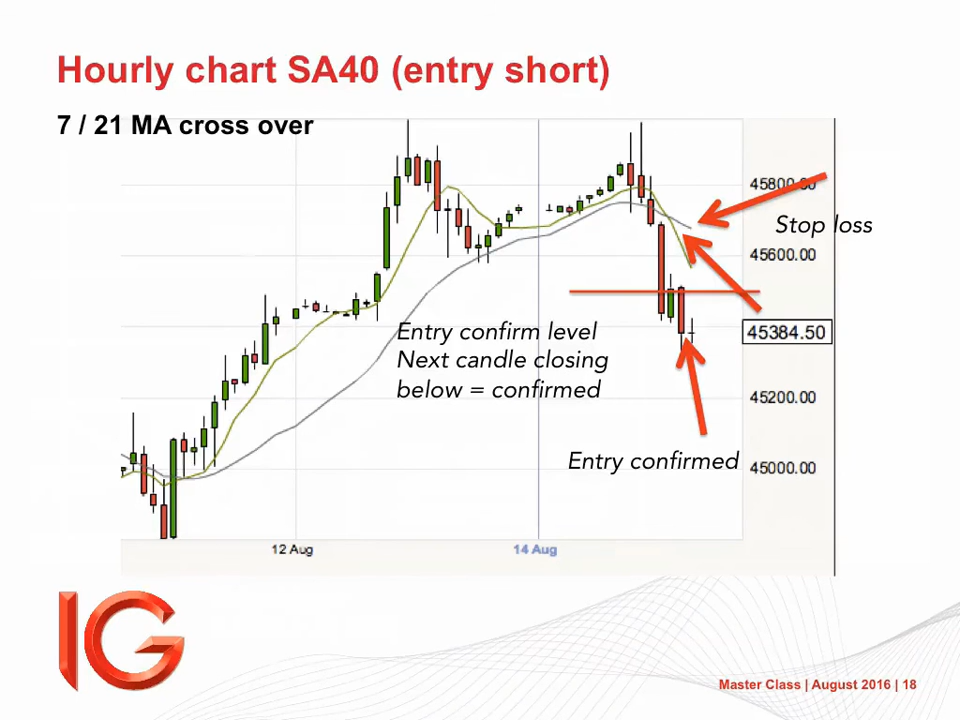 Hourly chart SA40 (entry short)
7 / 21 MA cross over
45800.00
Stop loss
45600.00
Entry confirm level
45384.50
Next candle closing
below = confirmed
45200.00
Entry confirmed
45000.00
12 Aug
14 Aug
IG
Master Class | August 2016 | 18